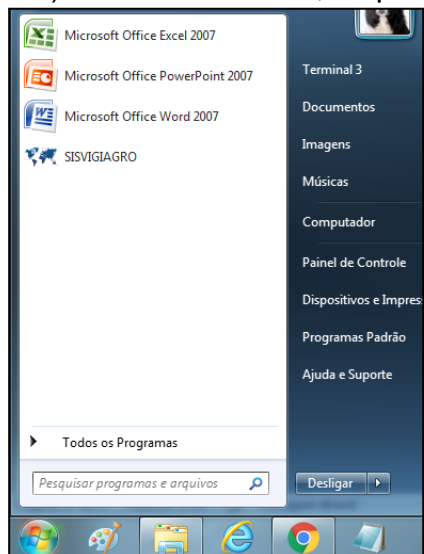 Microsoft Office Excel 2007
Microsoft Office PowerPoint 2007
Microsoft Office Word 2007
SISVIGIAGRO
Todos os Programas
Pesquisar programas e arquivos
Terminal 3
Documentos
Imagens
Músicas
Computador
Painel de Controle
Dispositivos e Impres
Programas Padrão
Ajuda e Suporte
Desligar